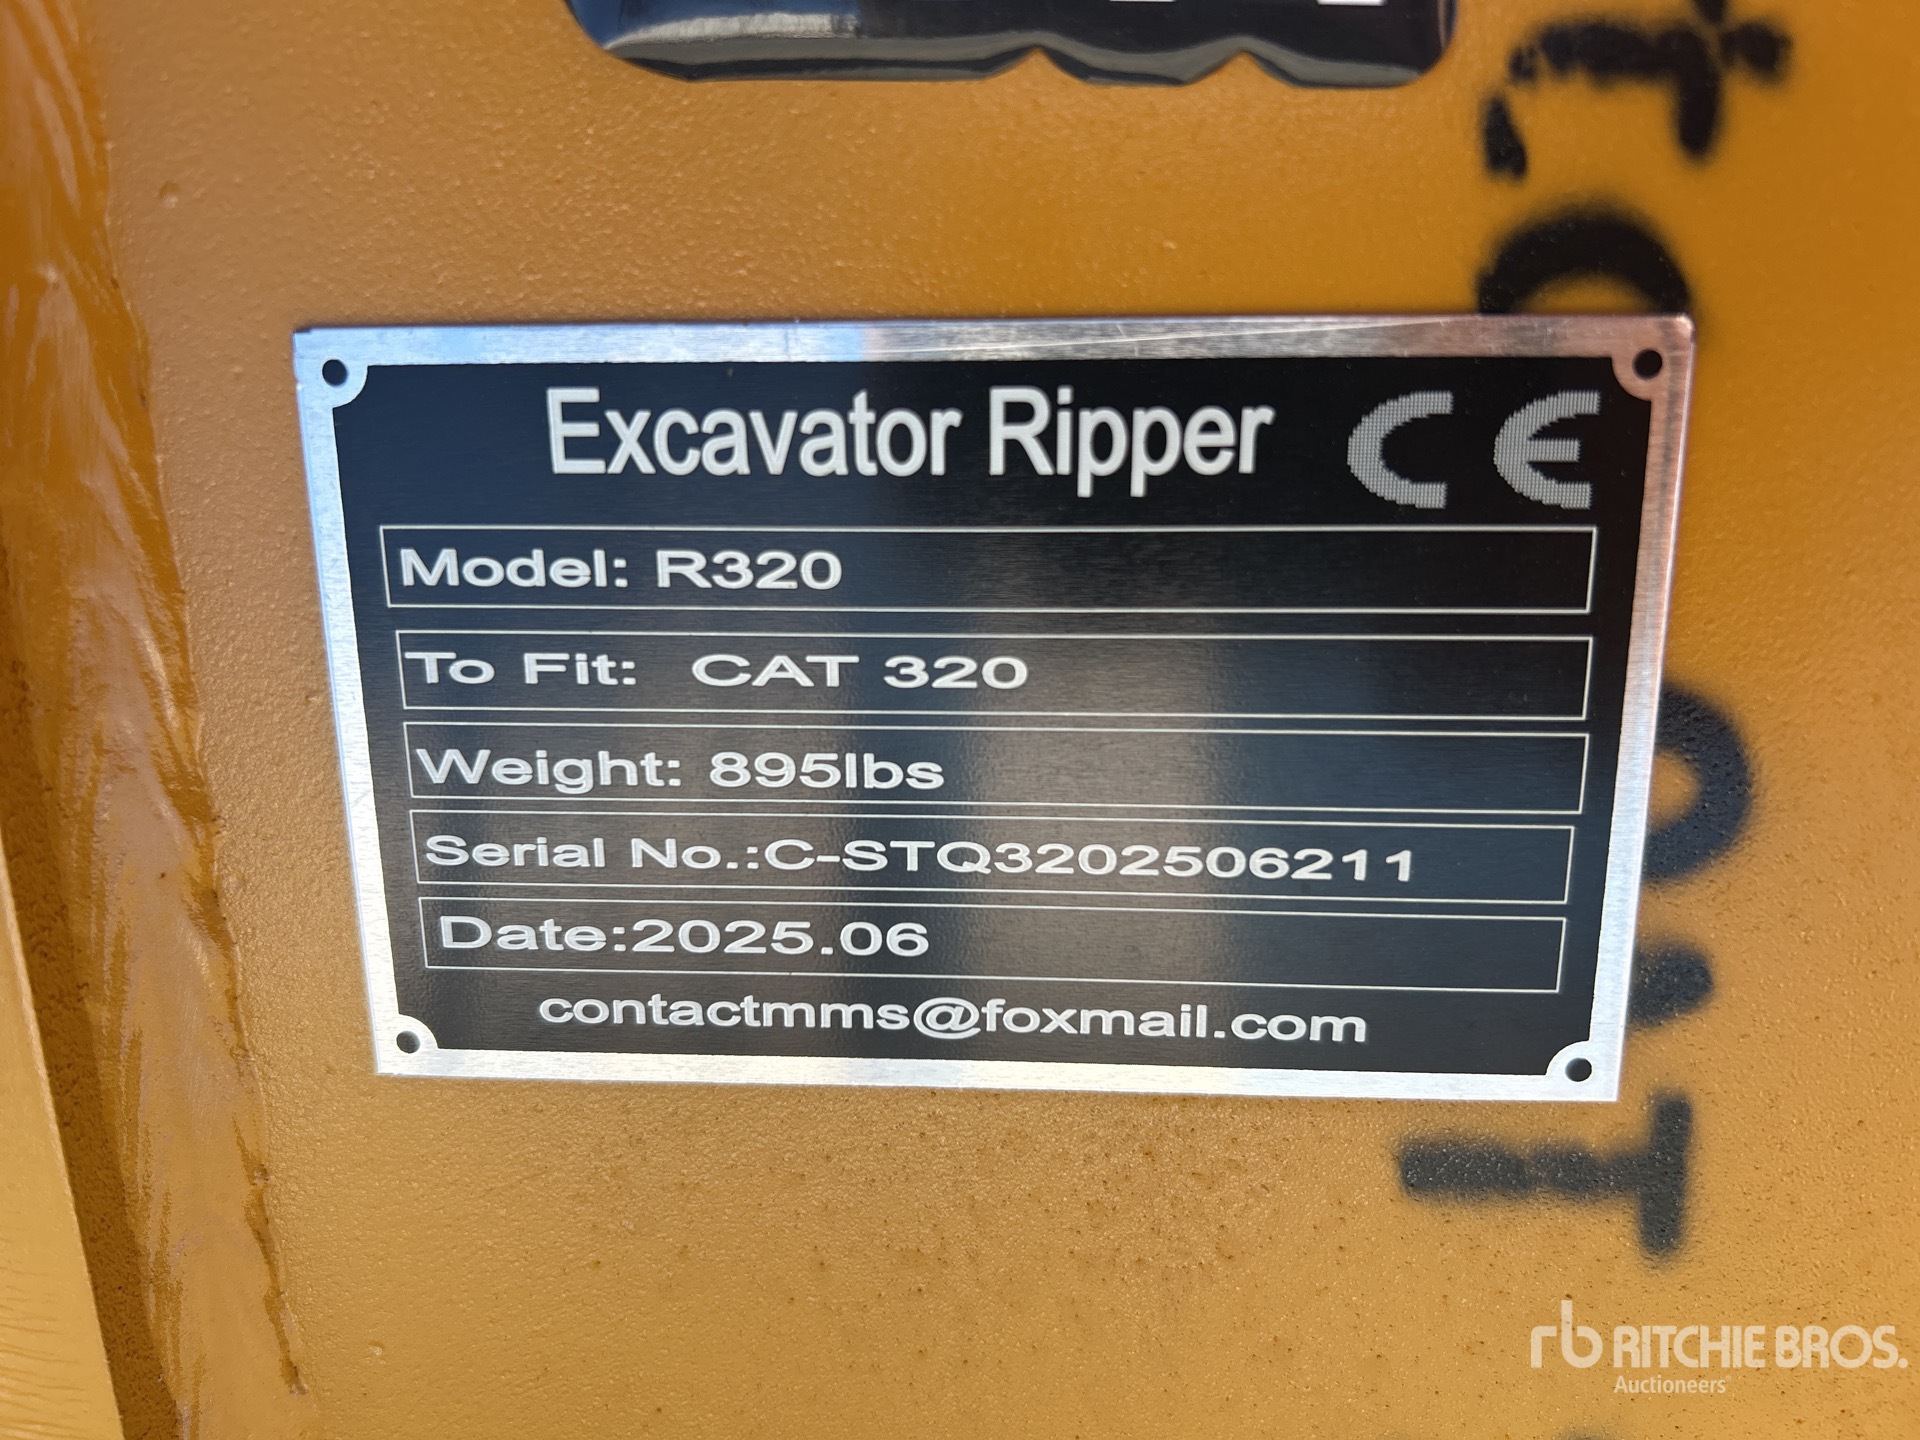 Excavator Ripper CE
Model: R320
To Fit: CAT 320
Weight: 895lbs
Serial No.:C-STQ3202506211
Date:2025.06
contactmms@foxmail.com
rb RITCHIE BROS.
Auctioneers